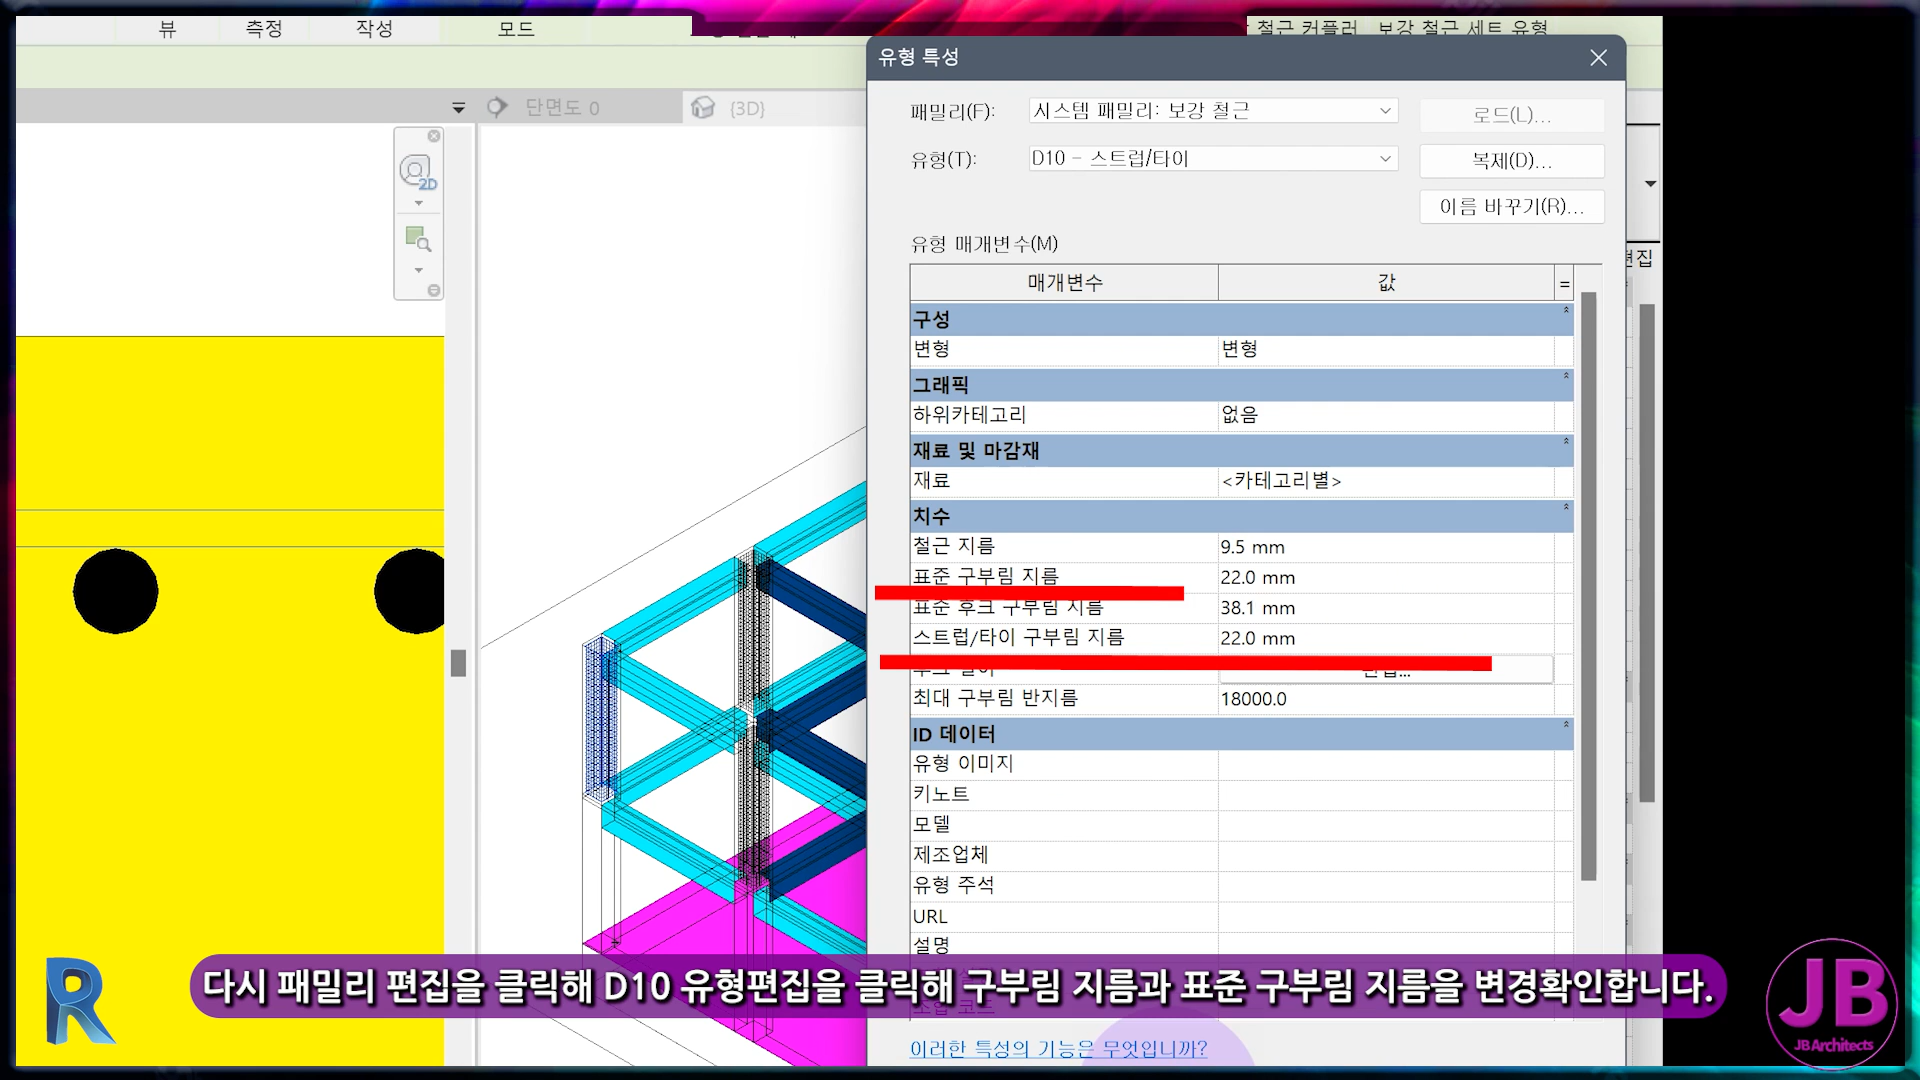 뷰 측정 작성 모드
철근 커플러 보강 철근 세트 유형
유형 특성
단면도 0 {3D}
2D
패밀리(F): 시스템 패밀리: 보강 철근 로드(L)...
유형(T): D10 - 스트럽/타이 복제(D)...
이름 바꾸기(R)...
편집
유형 매개변수(M)
매개변수 값 =
구성
변형 변형
그래픽
하위카테고리 없음
재료 및 마감재
재료 <카테고리별>
치수
철근 지름 9.5 mm
표준 구부림 지름 22.0 mm
표준 후크 구부림 지름 38.1 mm
스트럽/타이 구부림 지름 22.0 mm
후크 길이 편집...
최대 구부림 반지름 18000.0
ID 데이터
유형 이미지
키노트
모델
제조업체
유형 주석
URL
설명
다시 패밀리 편집을 클릭해 D10 유형편집을 클릭해 구부림 지름과 표준 구부림 지름을 변경확인합니다.
이러한 특성의 기능은 무엇입니까?
R
JB
JB Architects